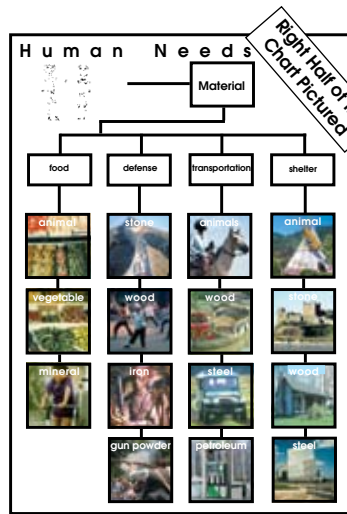 Human Needs
Right Half of
Chart Pictured
Material
food defense transportation shelter
animal stone animals animal
vegetable wood wood stone
mineral iron steel wood
gun powder petroleum steel